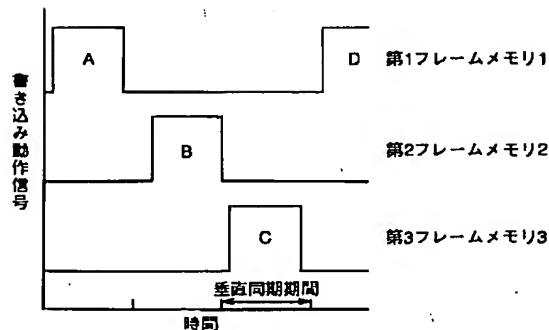 書き込み動作信号
A
D
第1フレームメモリ1
B
第2フレームメモリ2
C
第3フレームメモリ3
垂直同期期間
時間